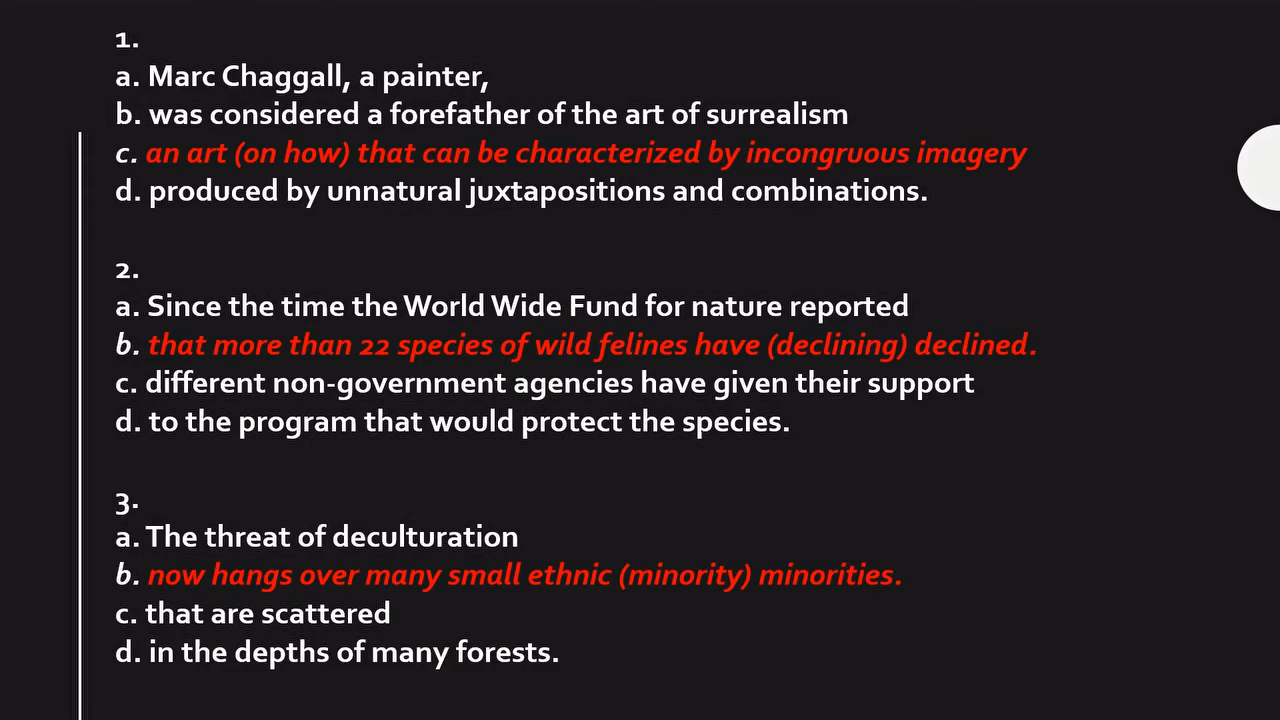 1.
a. Marc Chaggall, a painter,
b. was considered a forefather of the art of surrealism
c. an art (on how) that can be characterized by incongruous imagery
d. produced by unnatural juxtapositions and combinations.
2.
a. Since the time the World Wide Fund for nature reported
b. that more than 22 species of wild felines have (declining) declined.
c. different non-government agencies have given their support
d. to the program that would protect the species.
3.
a. The threat of deculturation
b. now hangs over many small ethnic (minority) minorities.
c. that are scattered
d. in the depths of many forests.